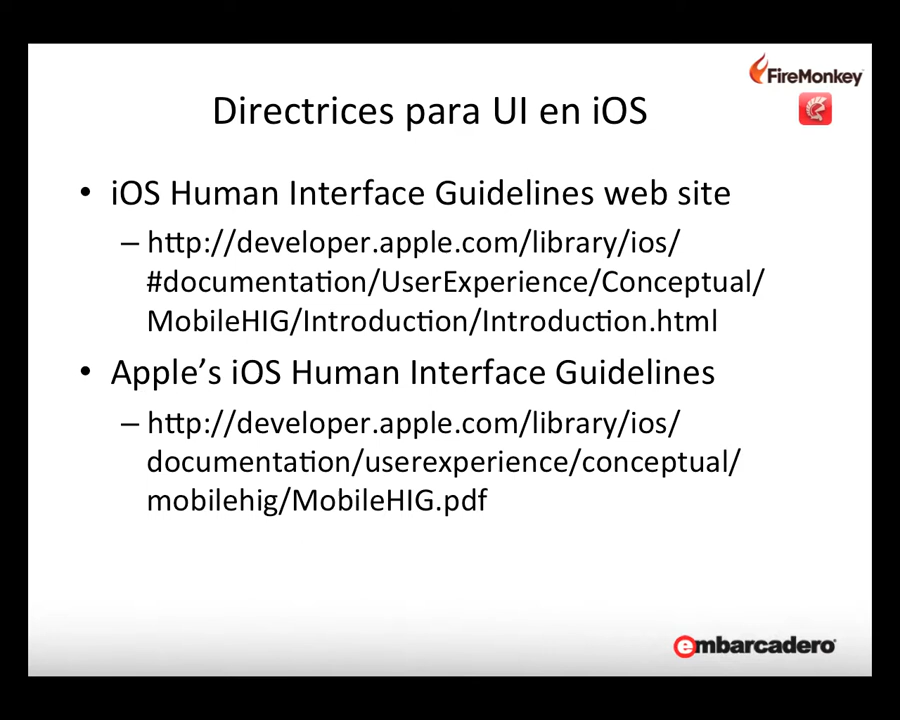 FireMonkey
Directrices para UI en iOS
• iOS Human Interface Guidelines web site
– http://developer.apple.com/library/ios/
#documentation/UserExperience/Conceptual/
MobileHIG/Introduction/Introduction.html
• Apple’s iOS Human Interface Guidelines
– http://developer.apple.com/library/ios/
documentation/userexperience/conceptual/
mobilehig/MobileHIG.pdf
embarcadero